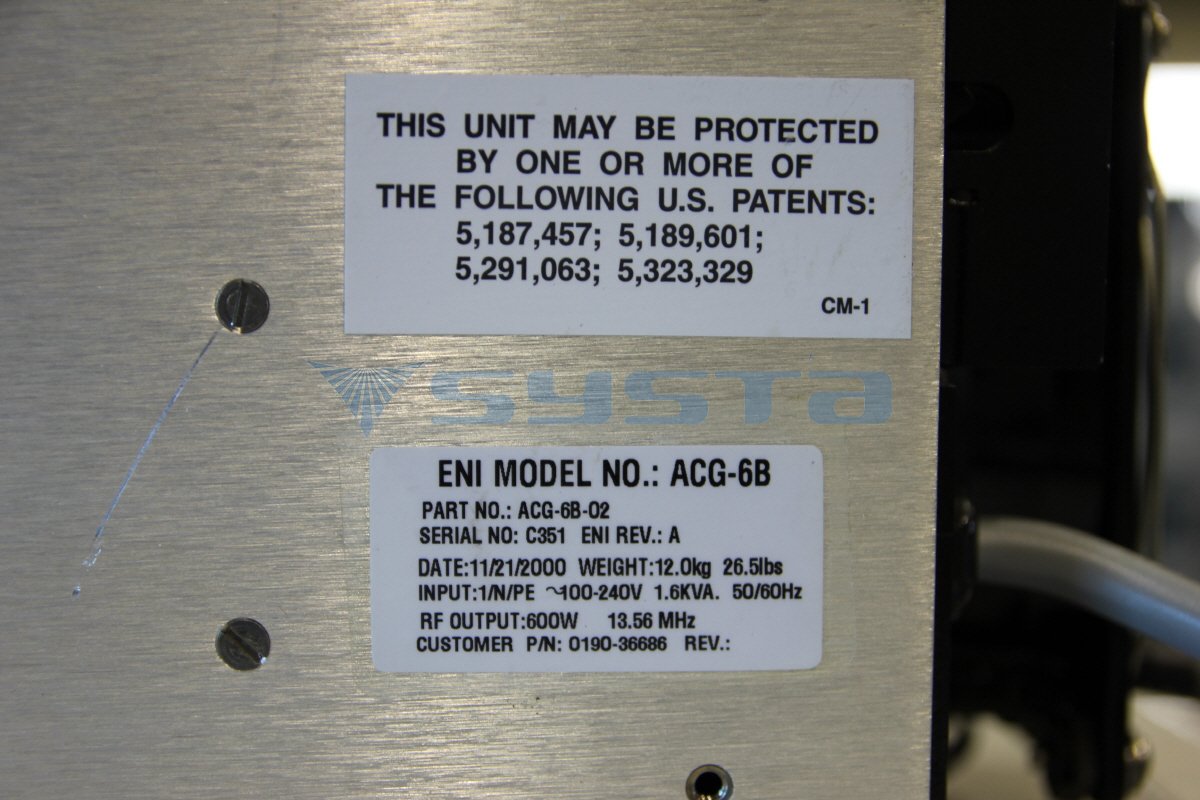 THIS UNIT MAY BE PROTECTED
BY ONE OR MORE OF
THE FOLLOWING U.S. PATENTS:
5,187,457; 5,189,601;
5,291,063; 5,323,329
CM-1
systa
ENI MODEL NO.: ACG-6B
PART NO.: ACG-6B-02
SERIAL NO: C351 ENI REV.: A
DATE:11/21/2000 WEIGHT:12.0kg 26.5lbs
INPUT:1/N/PE ~100-240V 1.6KVA. 50/60Hz
RF OUTPUT:600W 13.56 MHz
CUSTOMER P/N: 0190-36686 REV.: